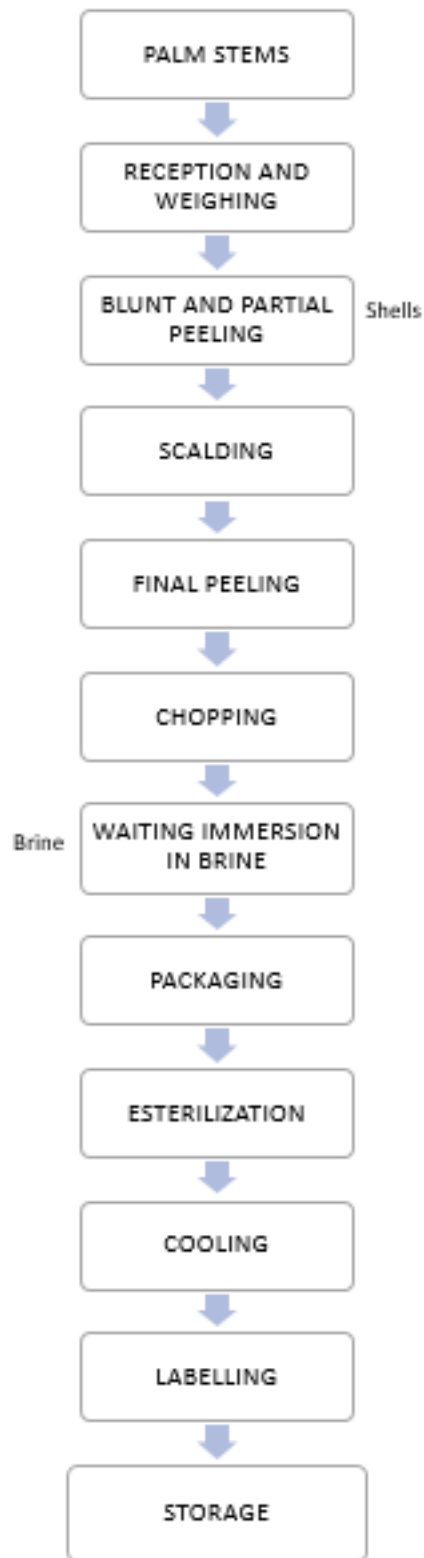 PALM STEMS
RECEPTION AND
WEIGHING
BLUNT AND PARTIAL
PEELING
Shells
SCALDING
FINAL PEELING
CHOPPING
Brine
WAITING IMMERSION
IN BRINE
PACKAGING
ESTERILIZATION
COOLING
LABELLING
STORAGE